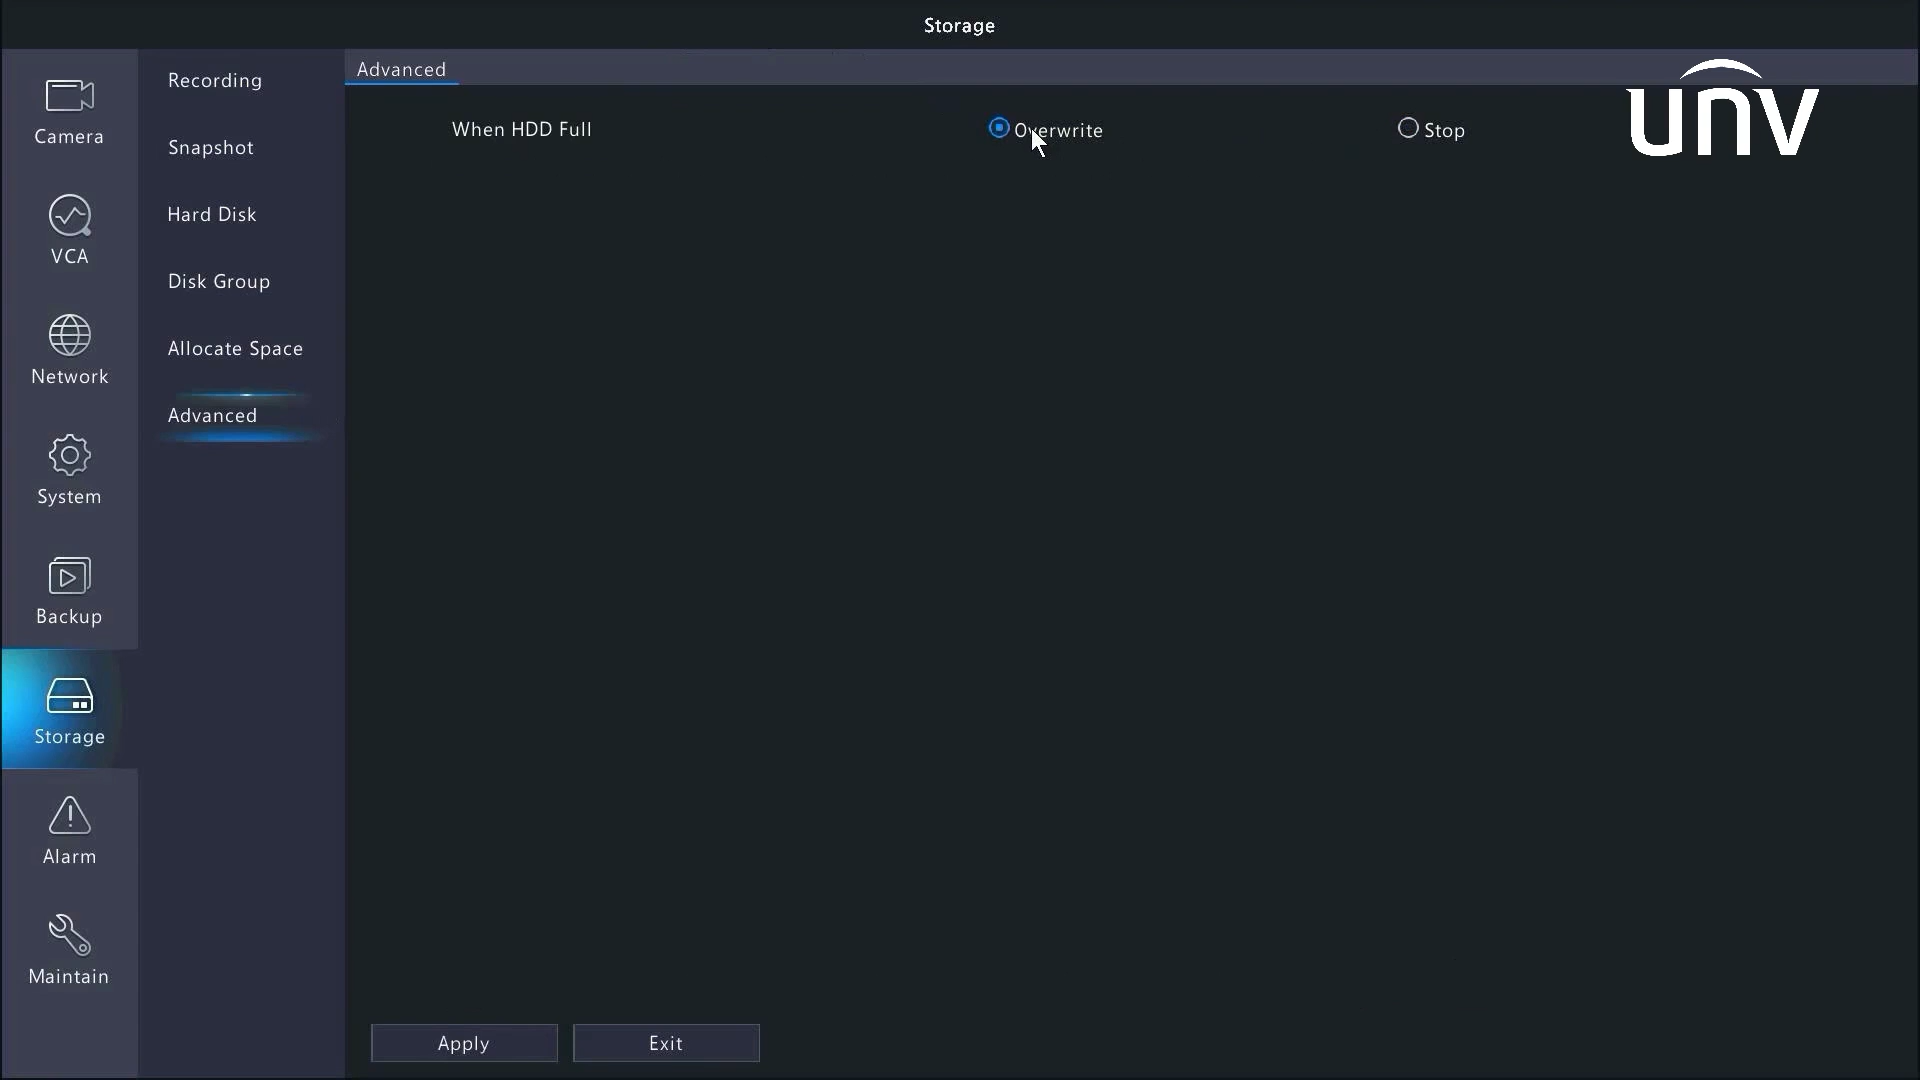 Storage
Camera
VCA
Network
System
Backup
Storage
Alarm
Maintain
Recording
Snapshot
Hard Disk
Disk Group
Allocate Space
Advanced
Advanced
unv
When HDD Full
Overwrite
Stop
Apply
Exit